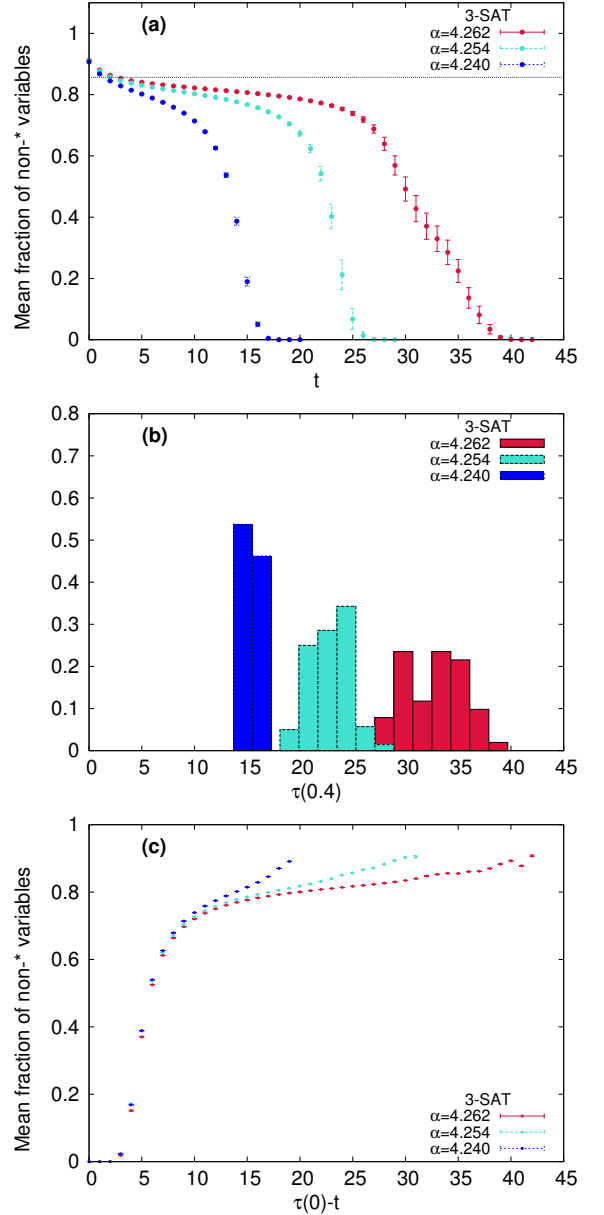 (a)
3-SAT
α=4.262
α=4.254
α=4.240
Mean fraction of non-* variables
1
0.8
0.6
0.4
0.2
0
0 5 10 15 20 25 30 35 40 45
t
(b)
3-SAT
α=4.262
α=4.254
α=4.240
0.8
0.7
0.6
0.5
0.4
0.3
0.2
0.1
0
0 5 10 15 20 25 30 35 40 45
τ(0.4)
(c)
Mean fraction of non-* variables
1
0.8
0.6
0.4
0.2
0
3-SAT
α=4.262
α=4.254
α=4.240
0 5 10 15 20 25 30 35 40 45
τ(0)-t